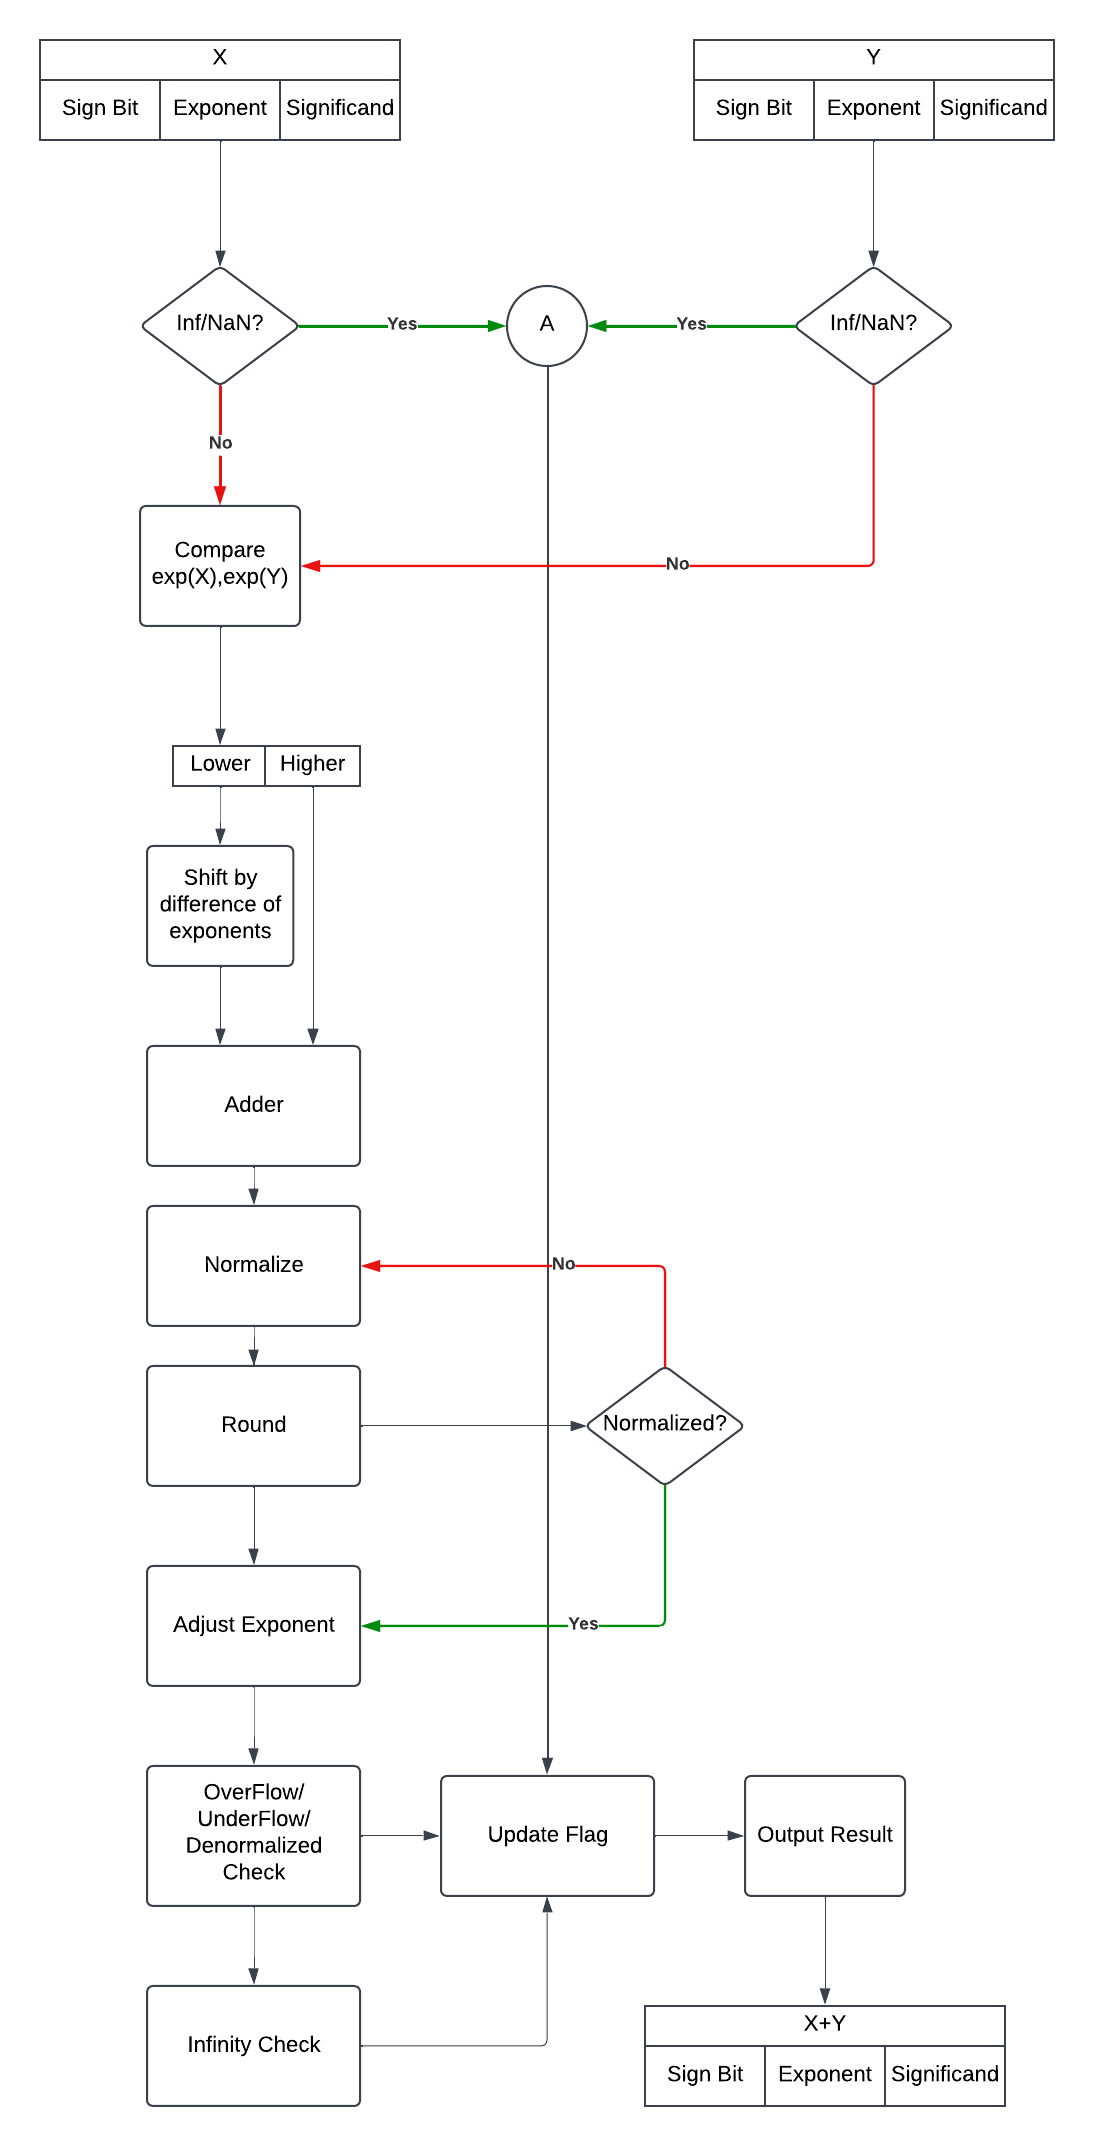 X
Sign Bit
Exponent
Significand
Y
Sign Bit
Exponent
Significand
Inf/NaN?
Yes
A
Yes
Inf/NaN?
No
Compare
exp(X),exp(Y)
No
Lower
Higher
Shift by
difference of
exponents
Adder
Normalize
No
Round
Normalized?
Adjust Exponent
Yes
OverFlow/
UnderFlow/
Denormalized
Check
Update Flag
Output Result
Infinity Check
X+Y
Sign Bit
Exponent
Significand